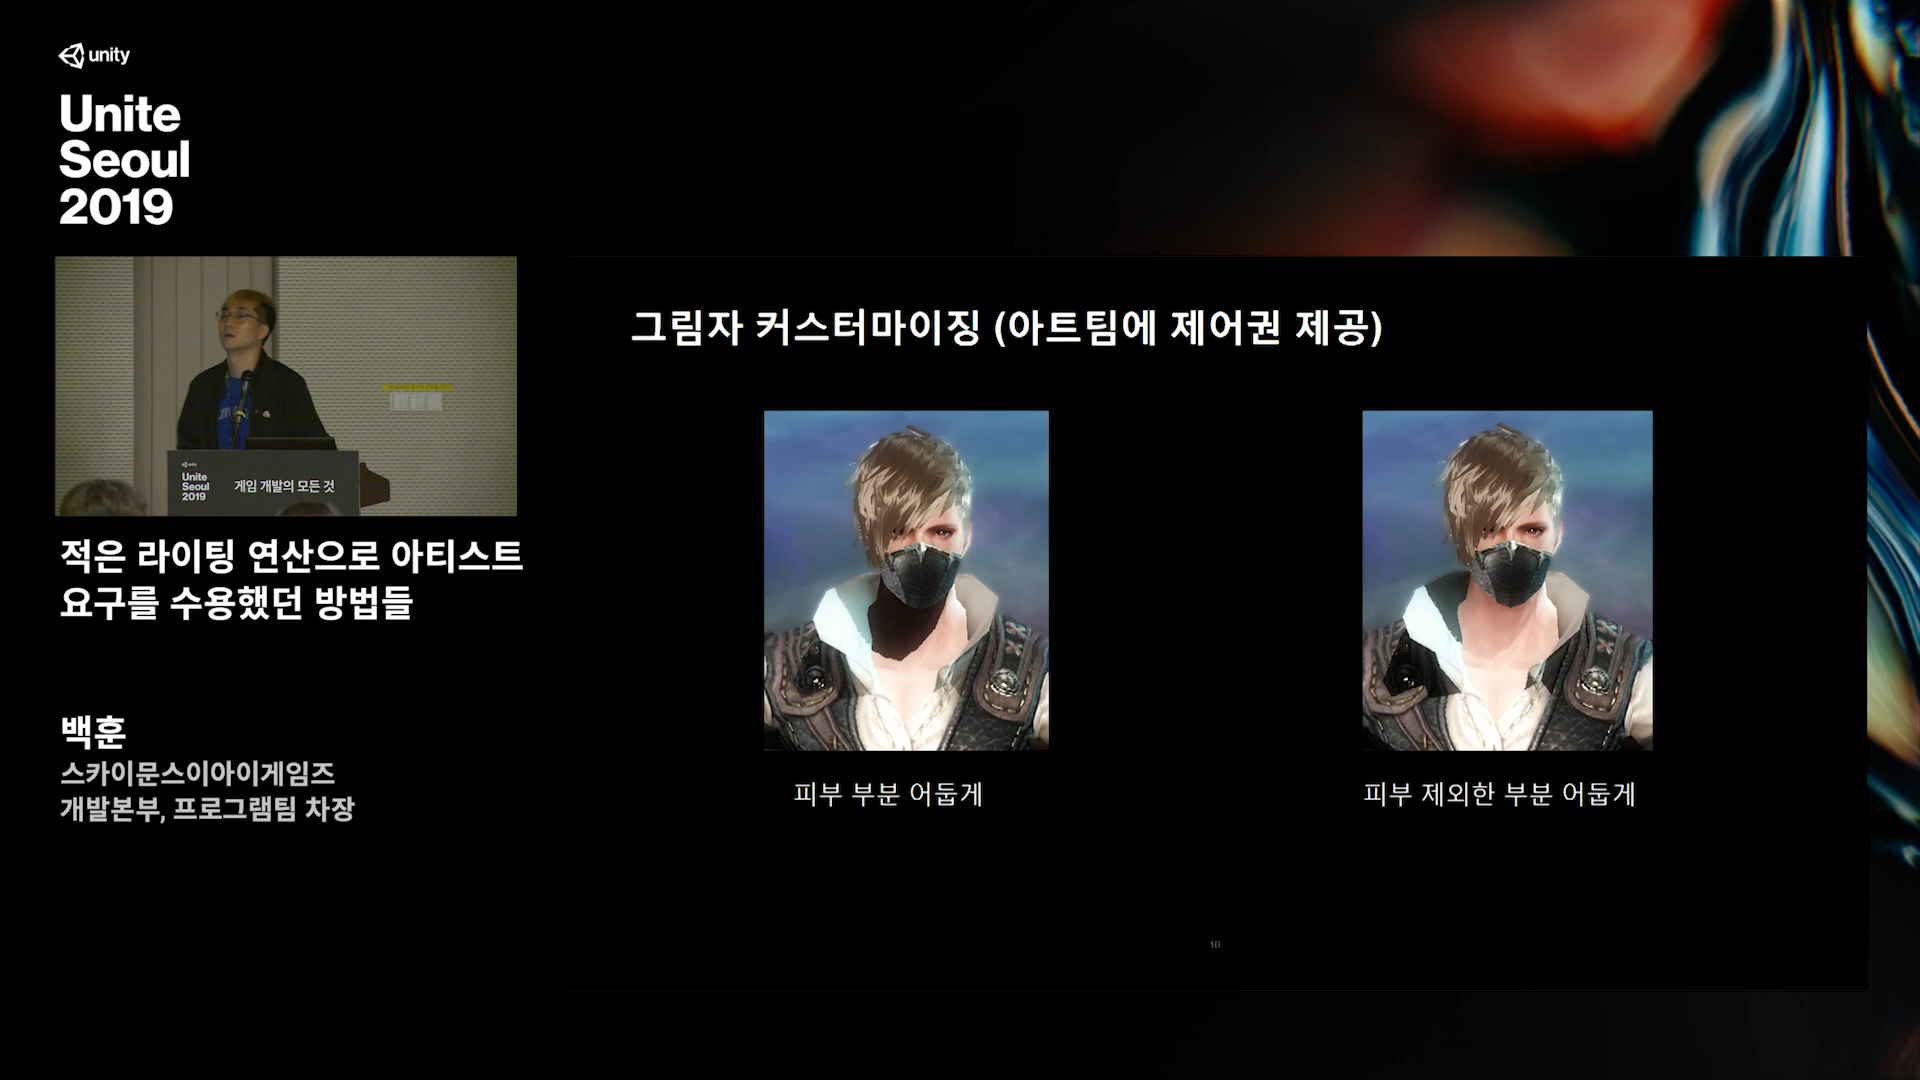 unity
Unite
Seoul
2019
unity
Unite
Seoul
2019
게임 개발의 모든 것
적은 라이팅 연산으로 아티스트
요구를 수용했던 방법들
백훈
스카이문스이아이게임즈
개발본부, 프로그램팀 차장
그림자 커스터마이징 (아트팀에 제어권 제공)
피부 부분 어둡게
피부 제외한 부분 어둡게
10